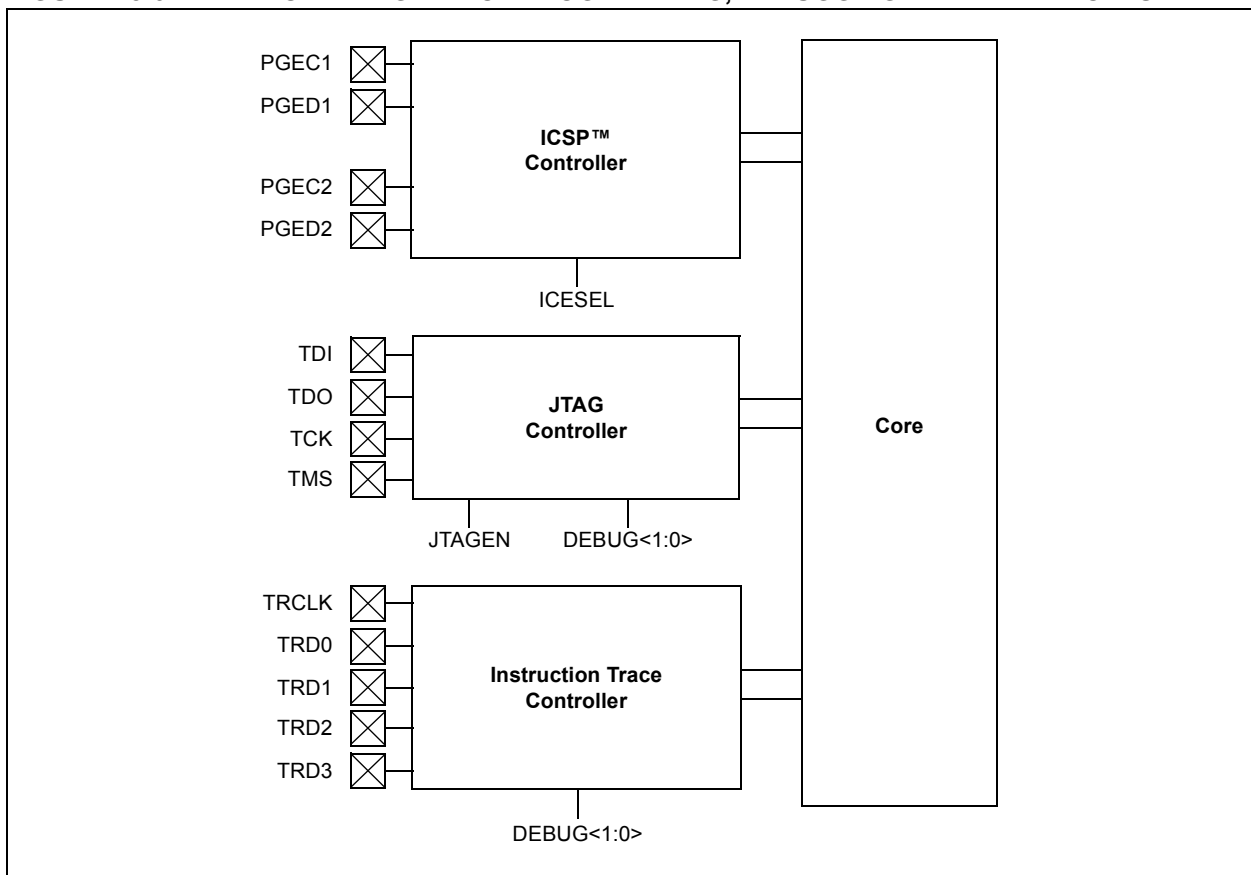 PGEC1
PGED1
PGEC2
PGED2
ICSP™
Controller
ICESEL
TDI
TDO
TCK
TMS
JTAG
Controller
JTAGEN
DEBUG<1:0>
Core
TRCLK
TRD0
TRD1
TRD2
TRD3
Instruction Trace
Controller
DEBUG<1:0>